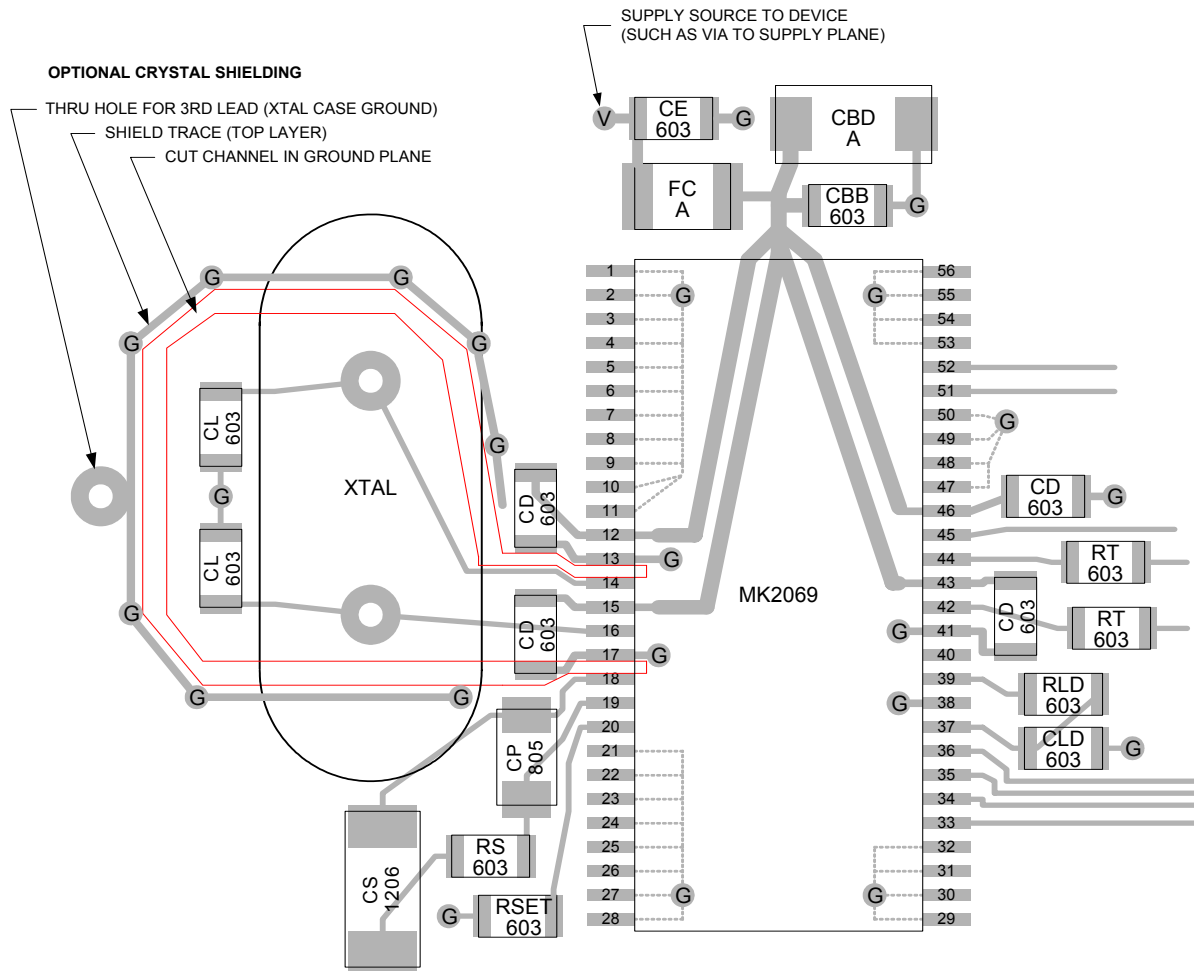 SUPPLY SOURCE TO DEVICE
(SUCH AS VIA TO SUPPLY PLANE)
OPTIONAL CRYSTAL SHIELDING
THRU HOLE FOR 3RD LEAD (XTAL CASE GROUND)
SHIELD TRACE (TOP LAYER)
CUT CHANNEL IN GROUND PLANE
V
CE
603
G
CBD
A
FC
A
CBB
603
G
G
G
G
G
G
G
G
G
G
CL
603
CL
603
XTAL
CD
603
CD
603
G
G
1
2
3
4
5
6
7
8
9
10
11
12
13
14
15
16
17
18
19
20
21
22
23
24
25
26
27
28
G
G
G
G
MK2069
G
G
G
G
56
55
54
53
52
51
50
49
48
47
46
45
44
43
42
41
40
39
38
37
36
35
34
33
32
31
30
29
G
CD
603
G
RT
603
CD
603
RT
603
RLD
603
CLD
603
G
CP
805
CS
1206
RS
603
G
RSET
603